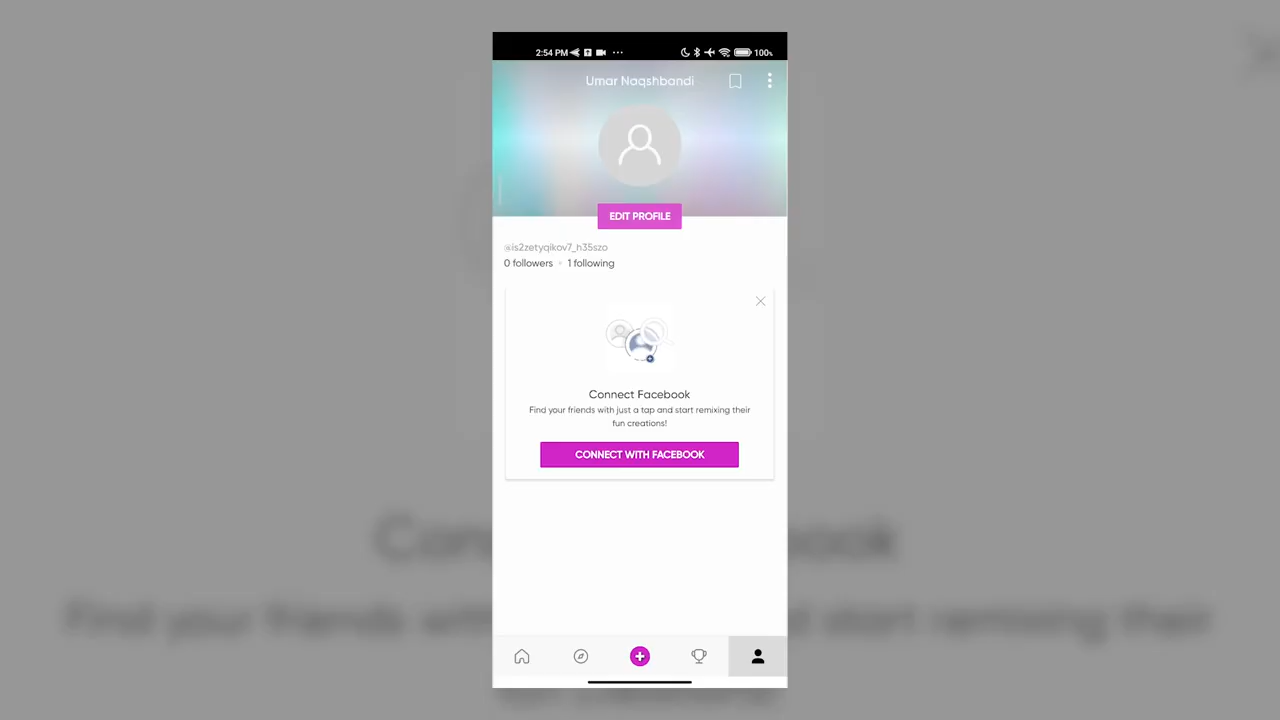 2:54 PM
100%
Umar Naqshbandi
EDIT PROFILE
@is2zetyqikov7_h35szo
0 followers • 1 following
Connect Facebook
Find your friends with just a tap and start remixing their
fun creations!
CONNECT WITH FACEBOOK